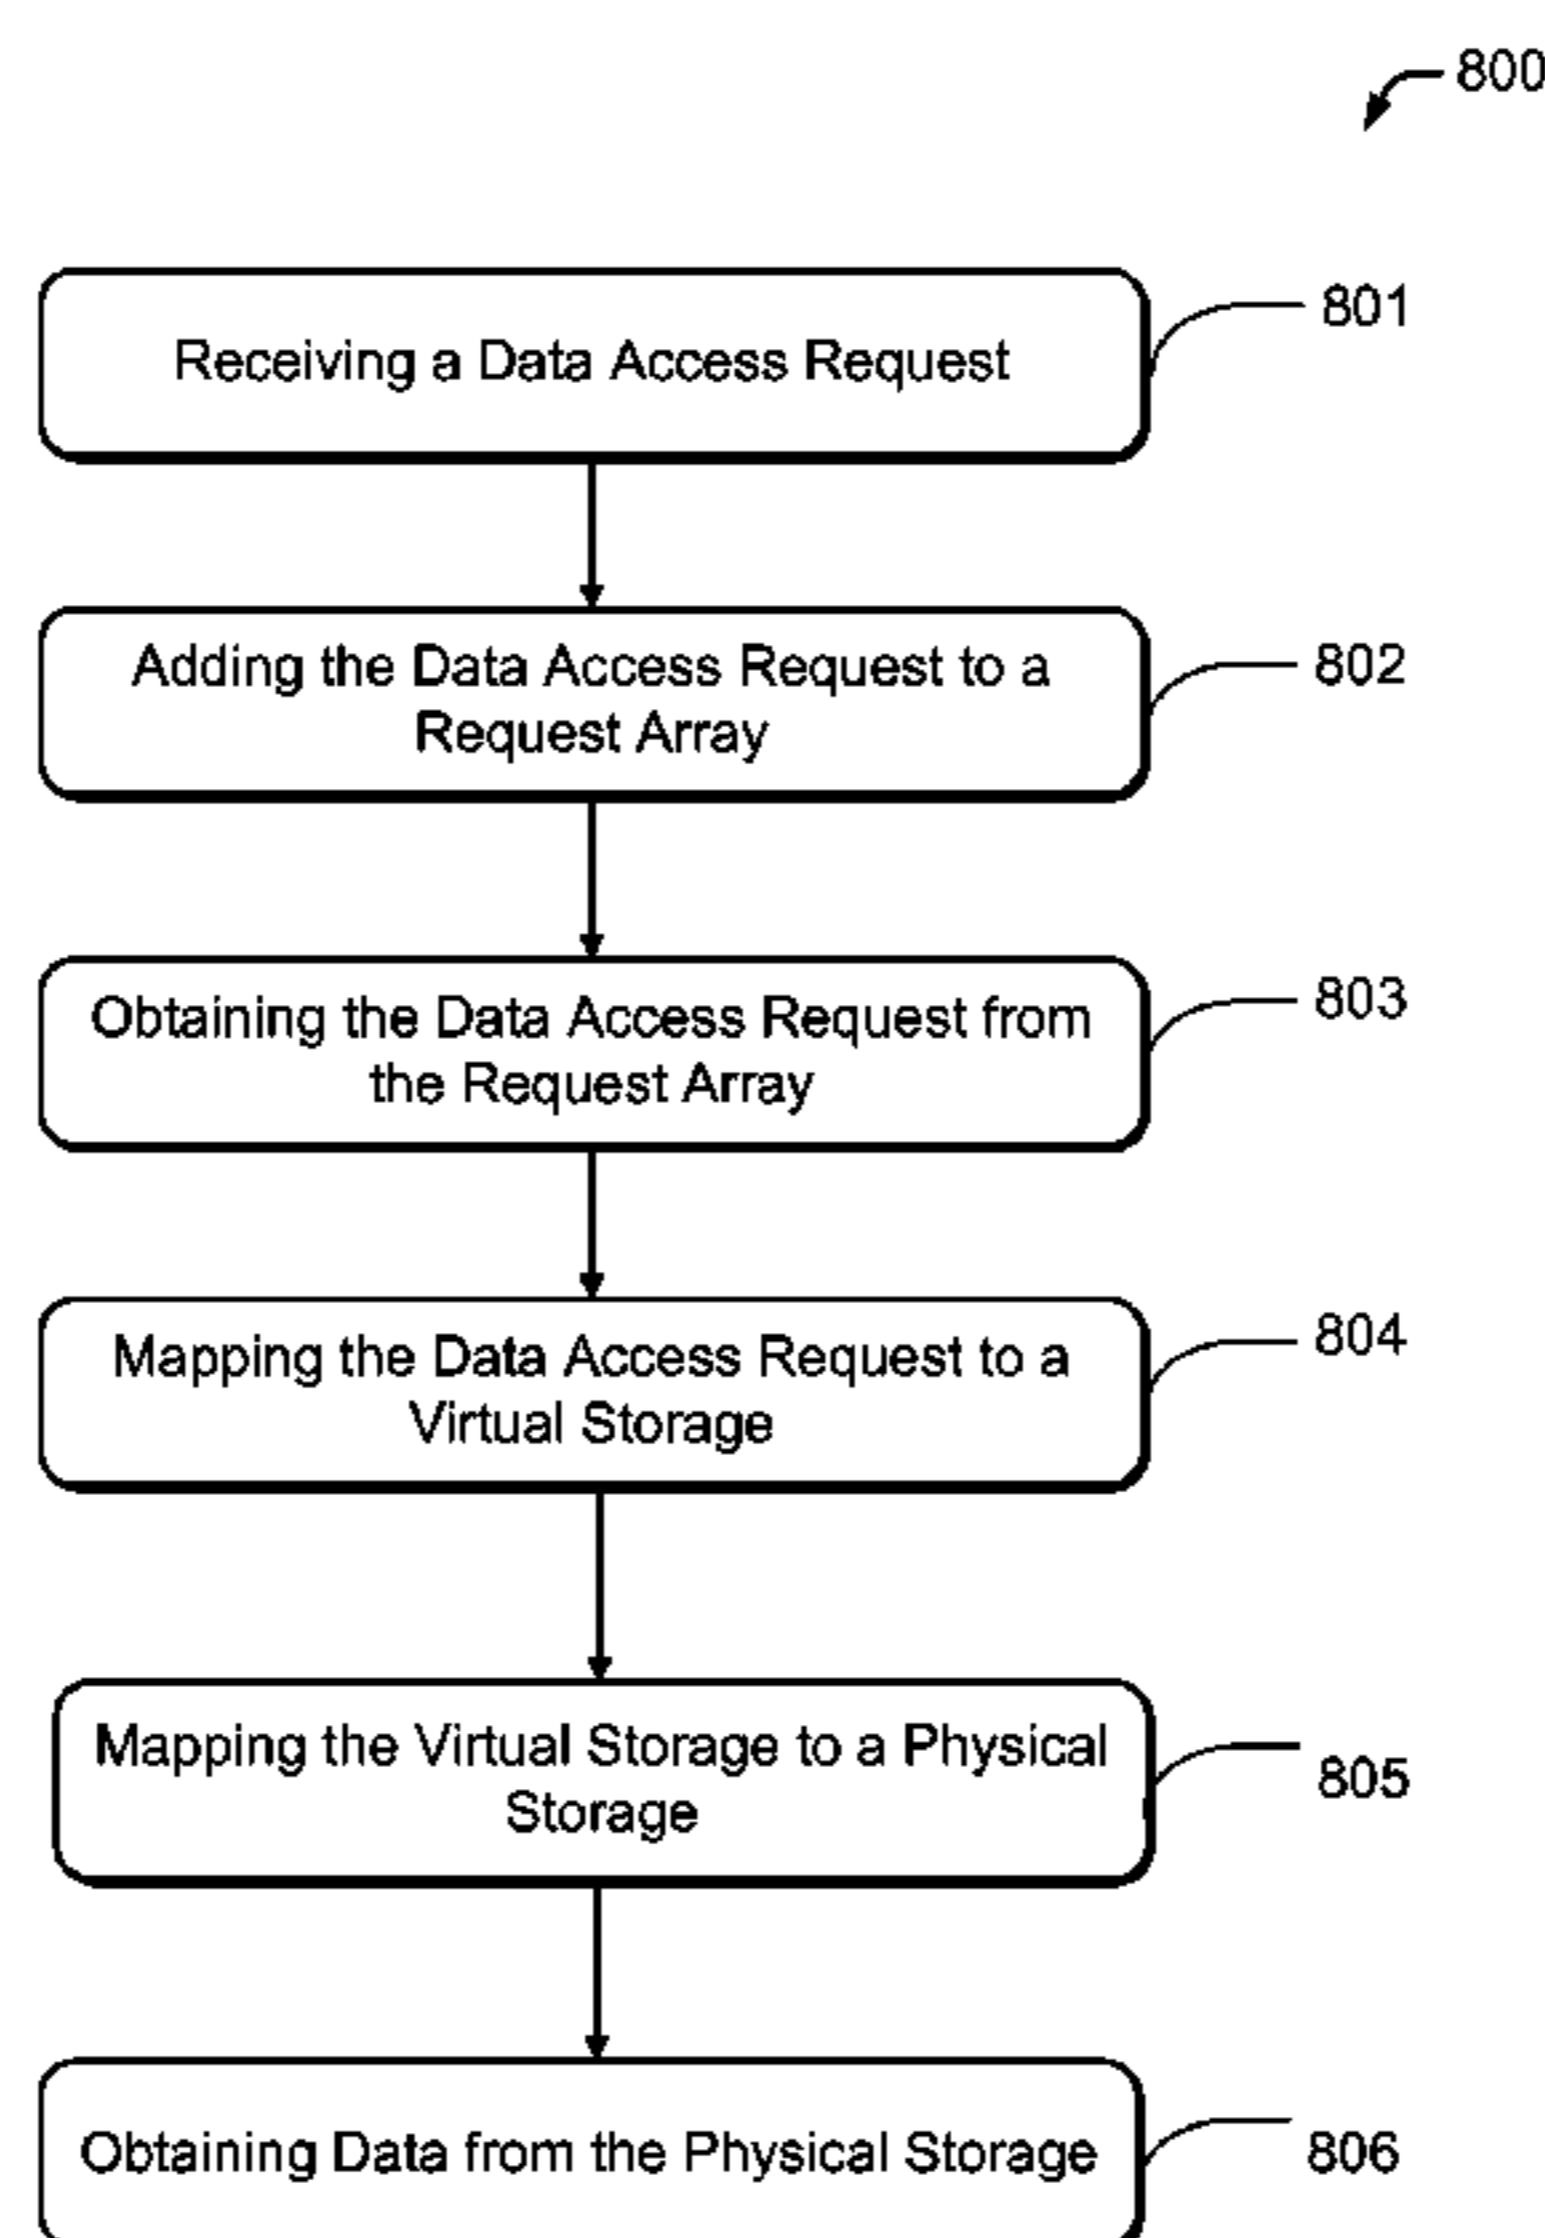 800
Receiving a Data Access Request
801
Adding the Data Access Request to a
Request Array
802
Obtaining the Data Access Request from
the Request Array
803
Mapping the Data Access Request to a
Virtual Storage
804
Mapping the Virtual Storage to a Physical
Storage
805
Obtaining Data from the Physical Storage
806